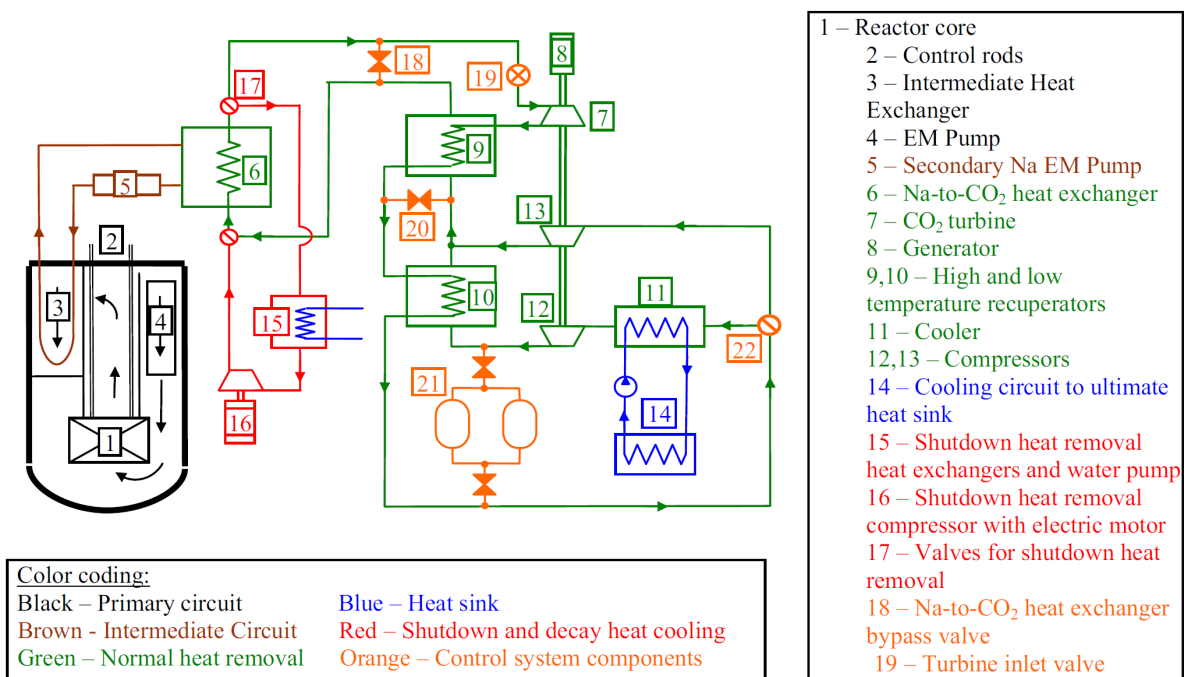 8
18
19
17
7
9
6
5
13
20
2
10
12
11
3
4
15
22
21
14
16
1
1 – Reactor core
2 – Control rods
3 – Intermediate Heat
Exchanger
4 – EM Pump
5 – Secondary Na EM Pump
6 – Na-to-CO₂ heat exchanger
7 – CO₂ turbine
8 – Generator
9,10 – High and low
temperature recuperators
11 – Cooler
12,13 – Compressors
14 – Cooling circuit to ultimate
heat sink
15 – Shutdown heat removal
heat exchangers and water pump
16 – Shutdown heat removal
compressor with electric motor
17 – Valves for shutdown heat
removal
18 – Na-to-CO₂ heat exchanger
bypass valve
19 – Turbine inlet valve
Color coding:
Black – Primary circuit
Blue – Heat sink
Brown - Intermediate Circuit
Red – Shutdown and decay heat cooling
Green – Normal heat removal
Orange – Control system components